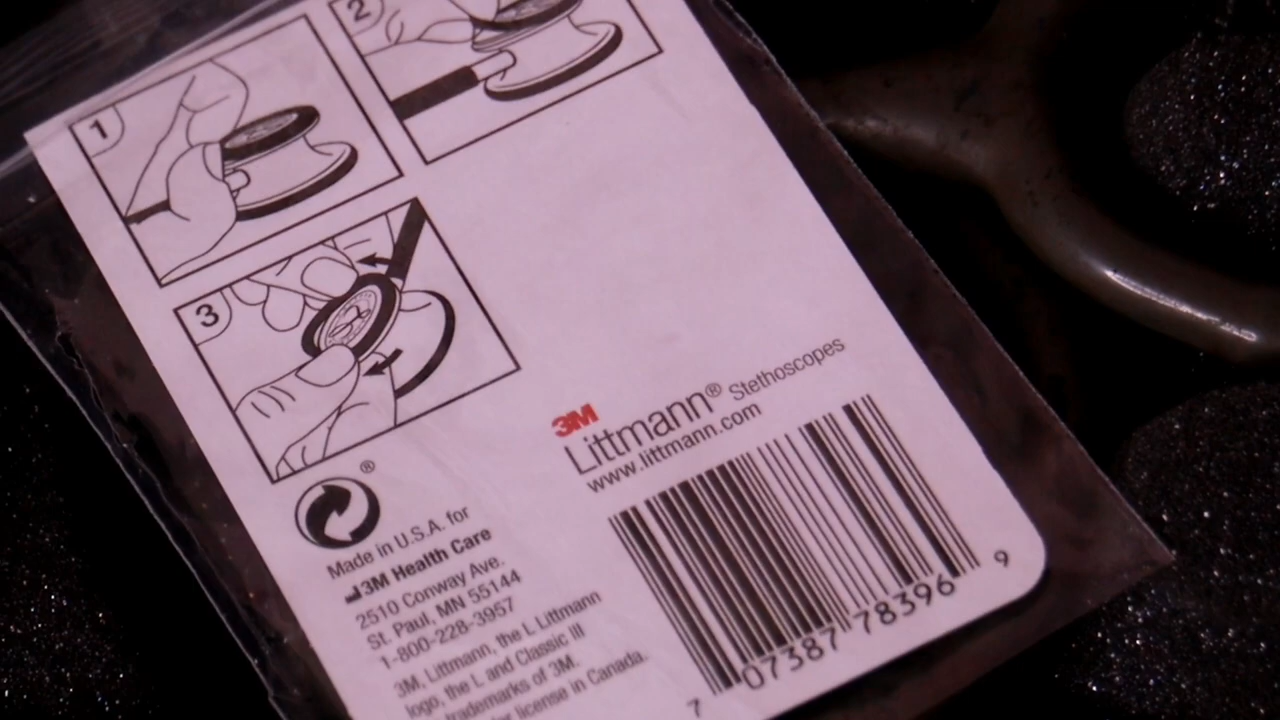 1
2
3
®
Made in U.S.A. for
3M Health Care
2510 Conway Ave.
St. Paul, MN 55144
1-800-228-3957
3M, Littmann, the L Littmann
logo, the L and Classic III
trademarks of 3M.
license in Canada.
3M
Littmann® Stethoscopes
www.littmann.com
7 07387 78396 9